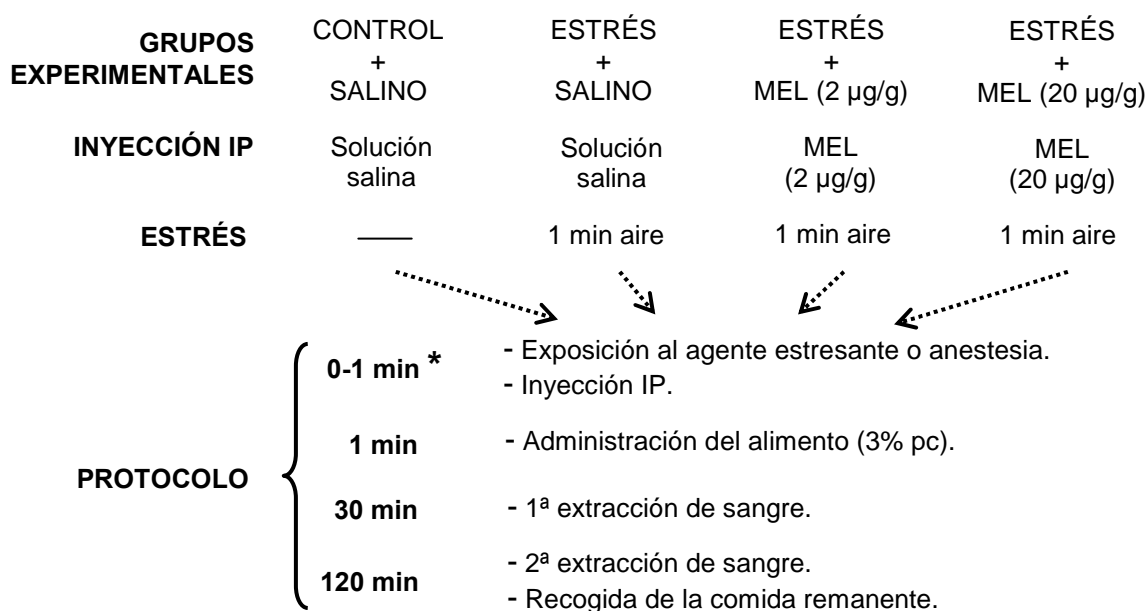 GRUPOS
EXPERIMENTALES
CONTROL
+
SALINO
ESTRÉS
+
SALINO
ESTRÉS
+
MEL (2 µg/g)
ESTRÉS
+
MEL (20 µg/g)
INYECCIÓN IP
Solución
salina
Solución
salina
MEL
(2 µg/g)
MEL
(20 µg/g)
ESTRÉS
——
1 min aire
1 min aire
1 min aire
PROTOCOLO
0-1 min *
- Exposición al agente estresante o anestesia.
- Inyección IP.
1 min
- Administración del alimento (3% pc).
30 min
- 1ª extracción de sangre.
120 min
- 2ª extracción de sangre.
- Recogida de la comida remanente.